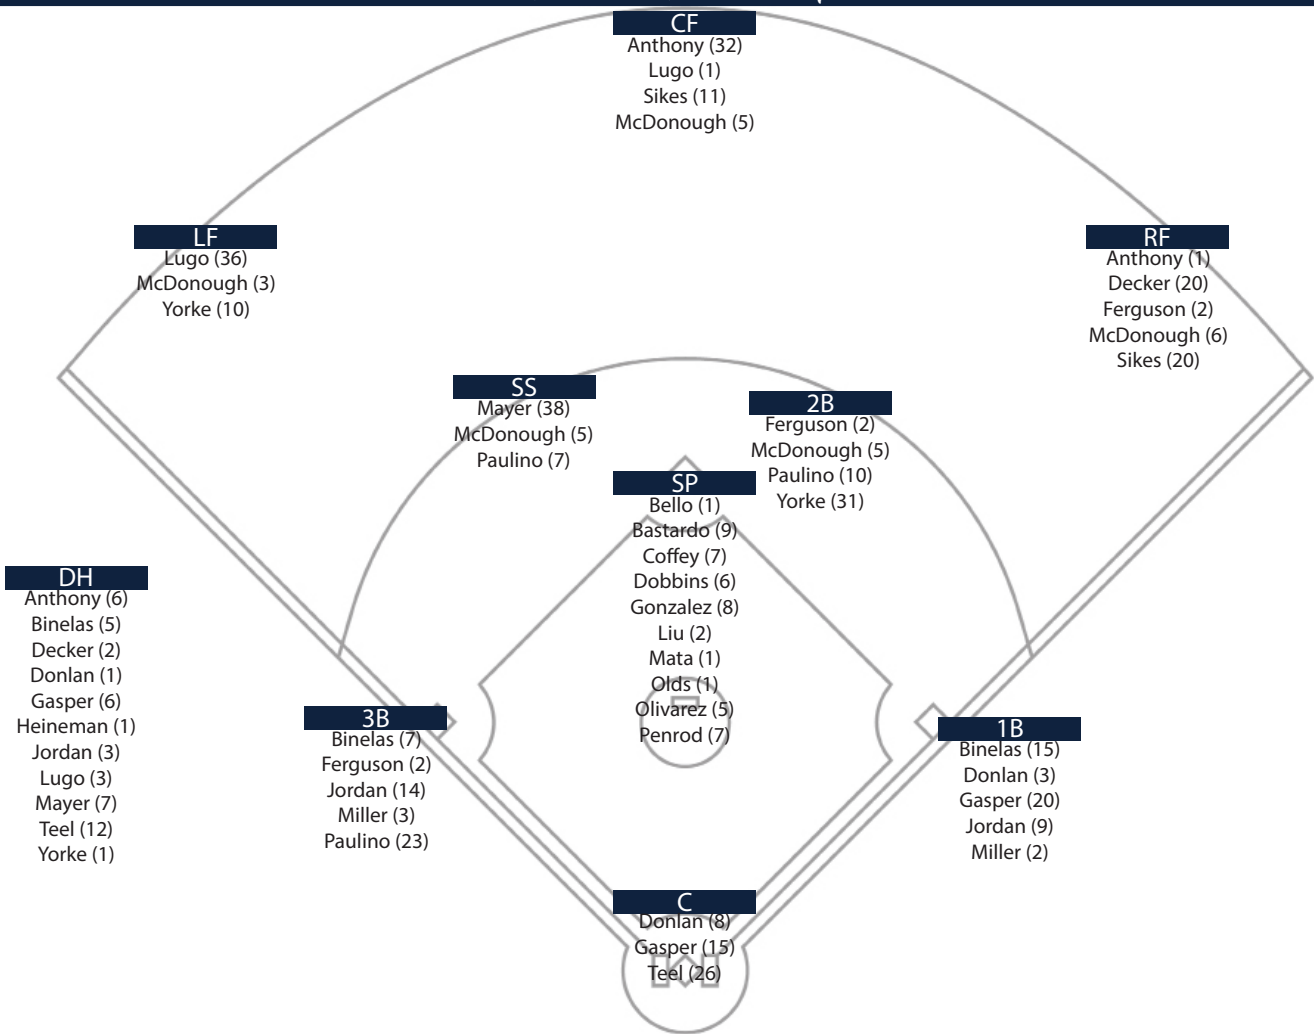 CF
Anthony (32)
Lugo (1)
Sikes (11)
McDonough (5)
LF
Lugo (36)
McDonough (3)
Yorke (10)
RF
Anthony (1)
Decker (20)
Ferguson (2)
McDonough (6)
Sikes (20)
SS
Mayer (38)
McDonough (5)
Paulino (7)
2B
Ferguson (2)
McDonough (5)
Paulino (10)
Yorke (31)
SP
Bello (1)
Bastardo (9)
Coffey (7)
Dobbins (6)
Gonzalez (8)
Liu (2)
Mata (1)
Olds (1)
Olivarez (5)
Penrod (7)
DH
Anthony (6)
Binelas (5)
Decker (2)
Donlan (1)
Gasper (6)
Heineman (1)
Jordan (3)
Lugo (3)
Mayer (7)
Teel (12)
Yorke (1)
3B
Binelas (7)
Ferguson (2)
Jordan (14)
Miller (3)
Paulino (23)
1B
Binelas (15)
Donlan (3)
Gasper (20)
Jordan (9)
Miller (2)
C
Donlan (8)
Gasper (15)
Teel (26)